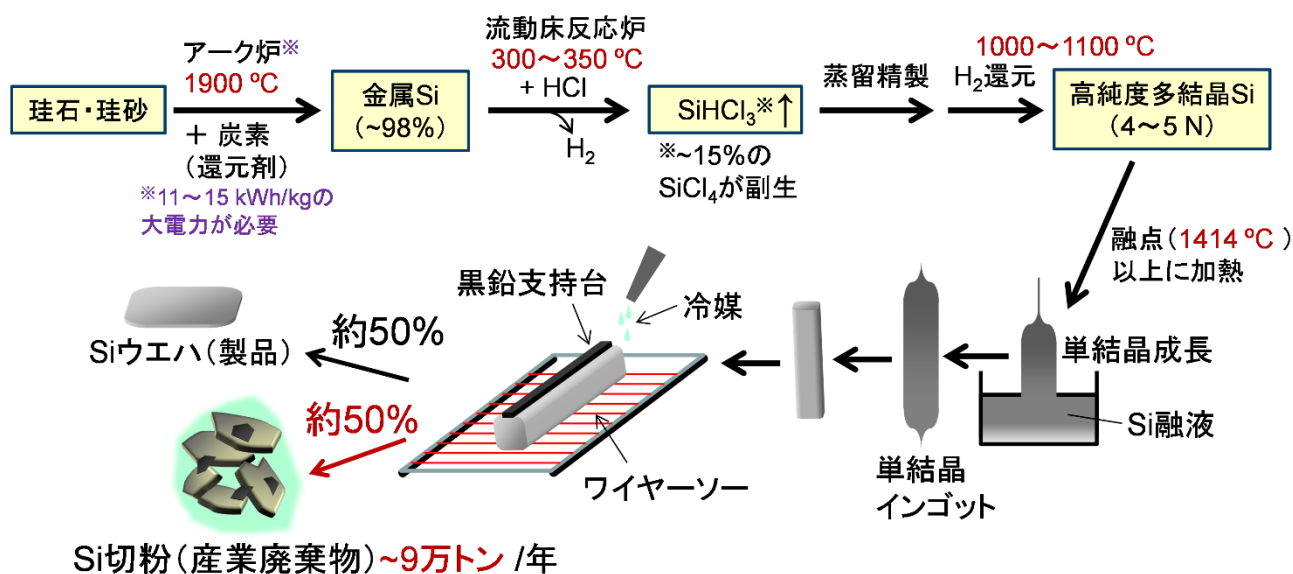 珪石・珪砂
アーク炉※
1900 ℃
＋ 炭素
（還元剤）
※11～15 kWh/kgの
大電力が必要
金属Si
(~98%)
流動床反応炉
300～350 ℃
+ HCl
H₂
SiHCl₃※↑
※~15%の
SiCl₄が副生
蒸留精製
1000～1100 ℃
H₂還元
高純度多結晶Si
（4～5 N）
融点（1414 ℃ ）
以上に加熱
単結晶成長
Si融液
単結晶
インゴット
黒鉛支持台
冷媒
ワイヤーソー
約50%
Siウエハ（製品）
約50%
Si切粉（産業廃棄物）~9万トン /年